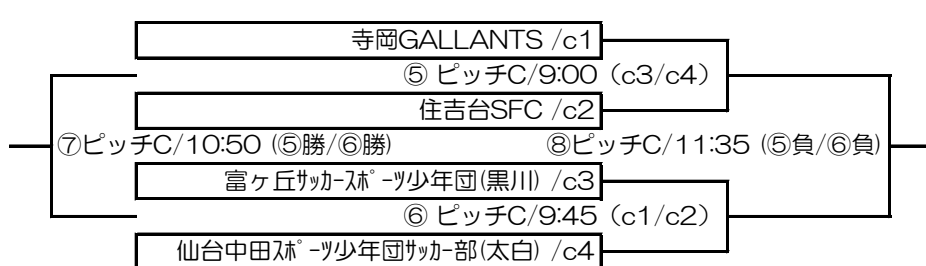 寺岡GALLANTS /c1
⑤ ピッチC/9:00（c3/c4）
住吉台SFC /c2
⑦ピッチC/10:50 (⑤勝/⑥勝) ⑧ピッチC/11:35 (⑤負/⑥負)
富ヶ丘ｻｯｶｰｽﾎﾟｰﾂ少年団(黒川) /c3
⑥ ピッチC/9:45（c1/c2）
仙台中田ｽﾎﾟｰﾂ少年団ｻｯｶｰ部(太白) /c4